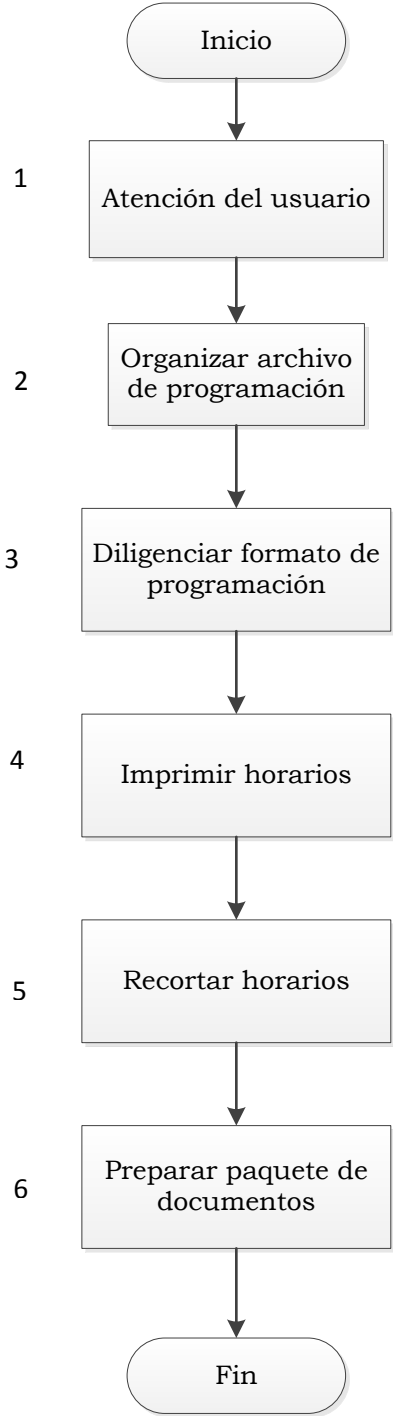 Inicio
1
Atención del usuario
2
Organizar archivo
de programación
3
Diligenciar formato de
programación
4
Imprimir horarios
5
Recortar horarios
6
Preparar paquete de
documentos
Fin